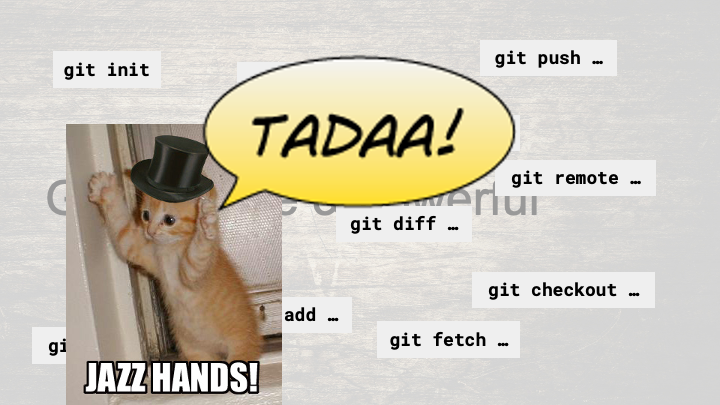 git init
git push …
TADAA!
git remote …
git diff …
git checkout …
add …
git fetch …
JAZZ HANDS!